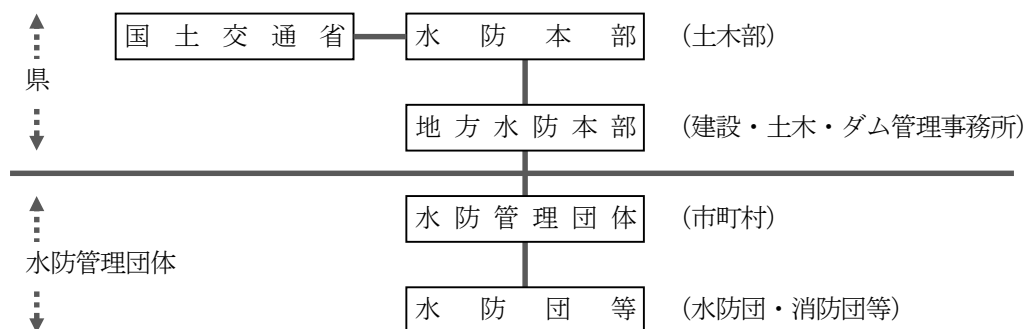 国土交通省 水防本部 (土木部)
県
地方水防本部 (建設・土木・ダム管理事務所)
水防管理団体 (市町村)
水防管理団体
水防団等 (水防団・消防団等)